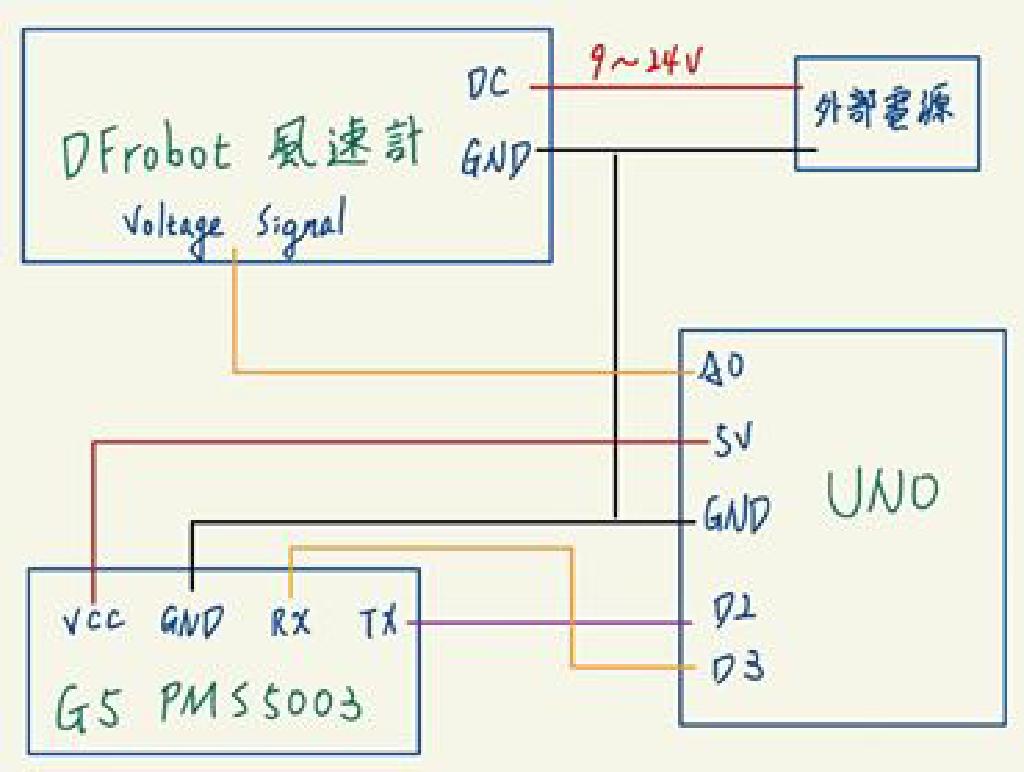 DC
9~24V
外部電源
DFrobot 風速計
GND
Voltage Signal
A0
5V
UNO
GND
D2
D3
VCC GND RX TX
G5 PMS5003